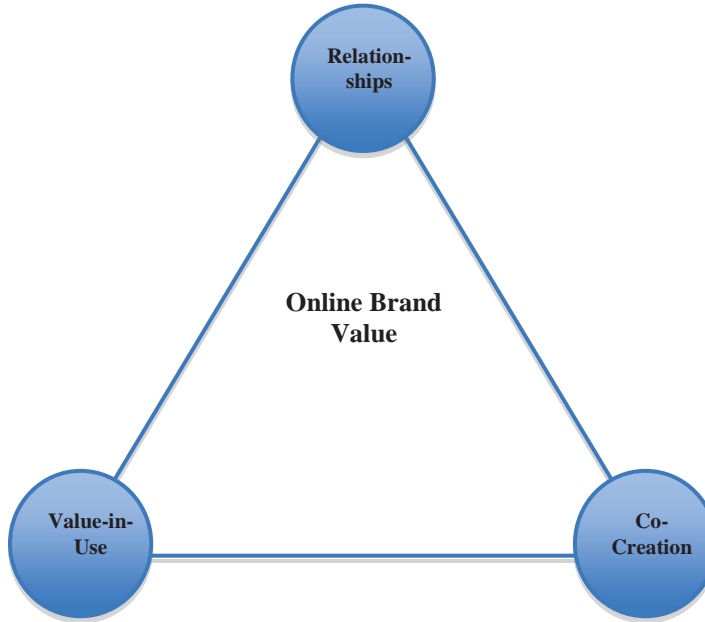 Relation-
ships
Online Brand
Value
Value-in-
Use
Co-
Creation